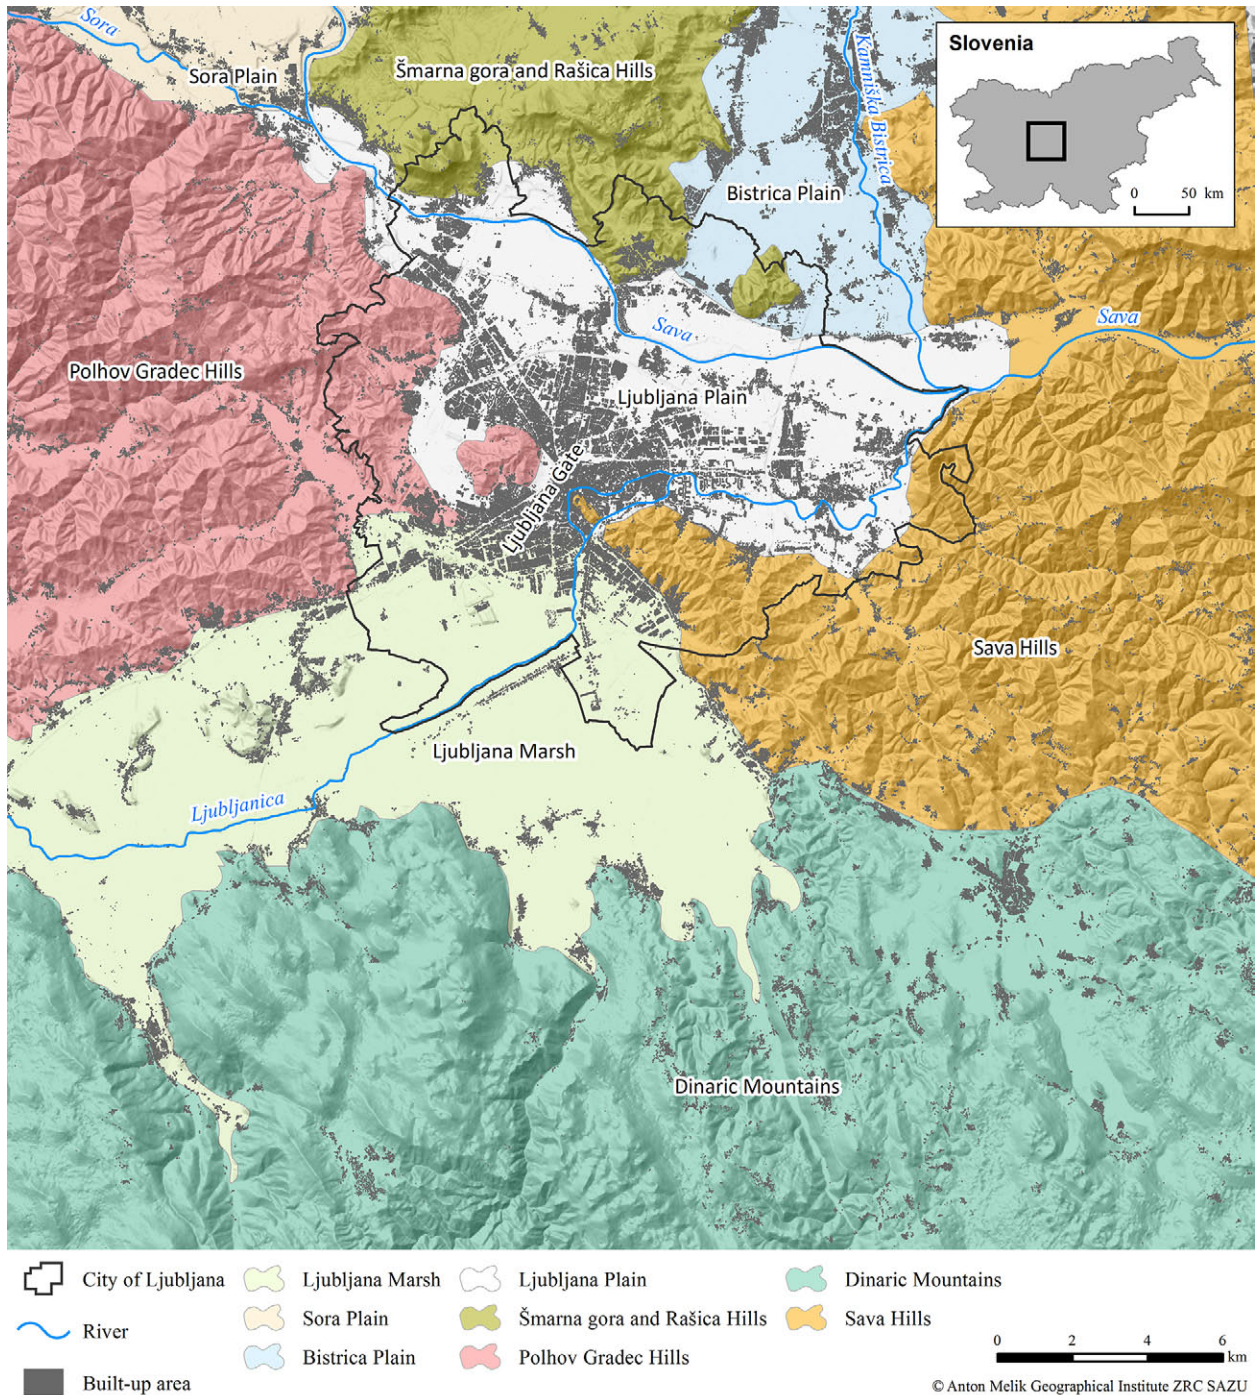 Sora
Sora Plain
Šmarna gora and Rašica Hills
Kamniška Bistrica
Slovenia
0 50 km
Bistrica Plain
Sava
Sava
Polhov Gradec Hills
Ljubljana Plain
Ljubljana Gate
Sava Hills
Ljubljana Marsh
Ljubljanica
Dinaric Mountains
City of Ljubljana
Ljubljana Marsh
Ljubljana Plain
Dinaric Mountains
Sora Plain
Šmarna gora and Rašica Hills
Sava Hills
River
Bistrica Plain
Polhov Gradec Hills
0 2 4 6
km
Built-up area
© Anton Melik Geographical Institute ZRC SAZU